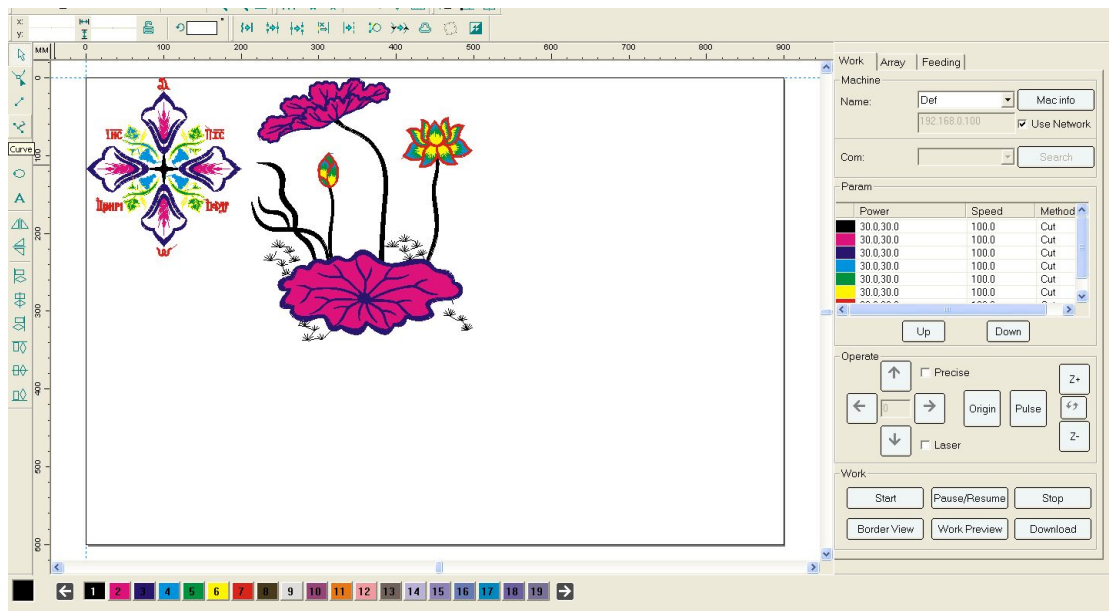 x:
y:
MM 0 100 200 300 400 500 600 700 800 900
0
100
200
300
400
500
600
Curve
A
Work Array Feeding
Machine
Name: Def Mac info
192.168.0.100 Use Network
Com: Search
Param
Power Speed Method
30.0,30.0 100.0 Cut
30.0,30.0 100.0 Cut
30.0,30.0 100.0 Cut
30.0,30.0 100.0 Cut
30.0,30.0 100.0 Cut
30.0,30.0 100.0 Cut
Up Down
Operate
Precise
Z+
0 Origin Pulse
Z-
Laser
Work
Start Pause/Resume Stop
Border View Work Preview Download
1 2 3 4 5 6 7 8 9 10 11 12 13 14 15 16 17 18 19